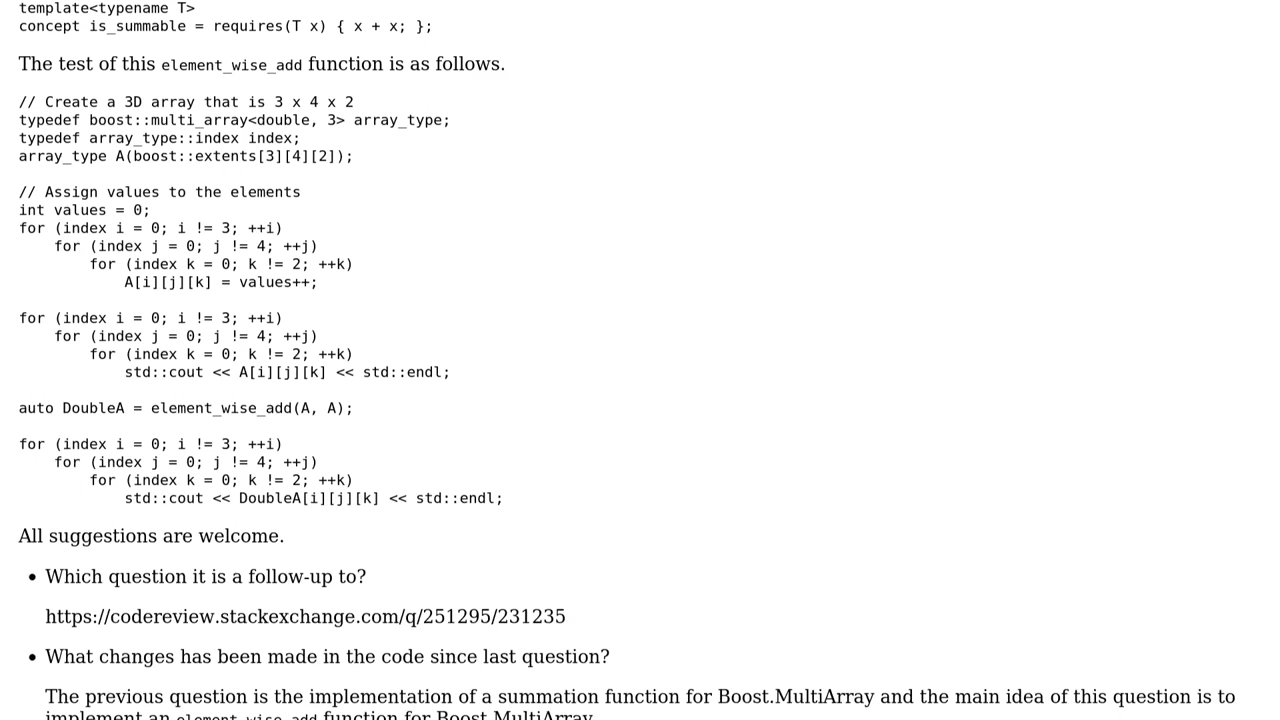 template<typename T>
concept is_summable = requires(T x) { x + x; };
The test of this element_wise_add function is as follows.
// Create a 3D array that is 3 x 4 x 2
typedef boost::multi_array<double, 3> array_type;
typedef array_type::index index;
array_type A(boost::extents[3][4][2]);
// Assign values to the elements
int values = 0;
for (index i = 0; i != 3; ++i)
    for (index j = 0; j != 4; ++j)
        for (index k = 0; k != 2; ++k)
            A[i][j][k] = values++;
for (index i = 0; i != 3; ++i)
    for (index j = 0; j != 4; ++j)
        for (index k = 0; k != 2; ++k)
            std::cout << A[i][j][k] << std::endl;
auto DoubleA = element_wise_add(A, A);
for (index i = 0; i != 3; ++i)
    for (index j = 0; j != 4; ++j)
        for (index k = 0; k != 2; ++k)
            std::cout << DoubleA[i][j][k] << std::endl;
All suggestions are welcome.
• Which question it is a follow-up to?
https://codereview.stackexchange.com/q/251295/231235
• What changes has been made in the code since last question?
The previous question is the implementation of a summation function for Boost.MultiArray and the main idea of this question is to
implement an element_wise_add function for Boost.MultiArray.